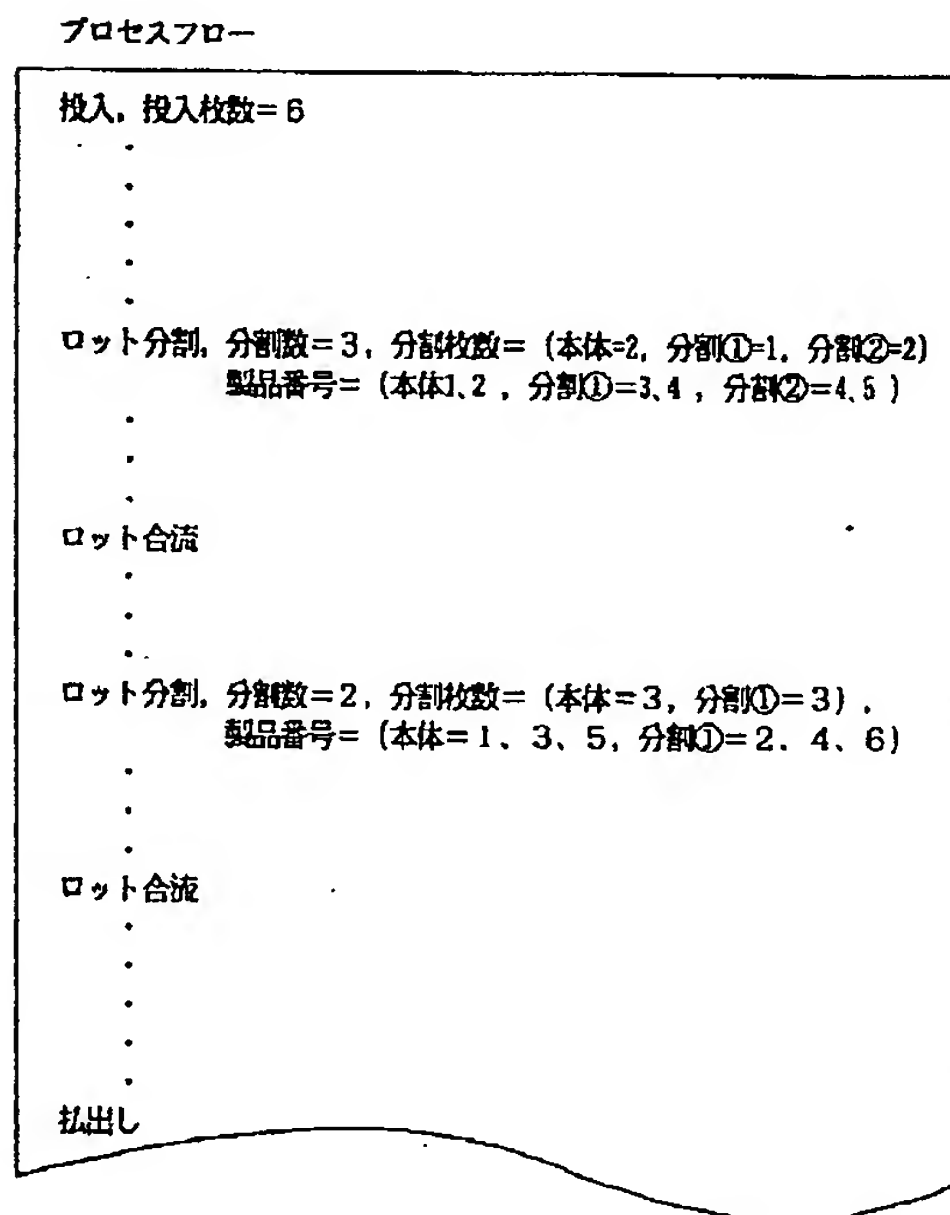 プロセスフロー
投入，投入枚数＝6
ロット分割，分割数＝3，分割枚数＝（本体=2，分割①=1，分割②=2）
製品番号＝（本体1、2，分割①＝3、4，分割②＝4、5）
ロット合流
ロット分割，分割数＝2，分割枚数＝（本体＝3，分割①＝3），
製品番号＝（本体＝1、3、5，分割①＝2．4、6）
ロット合流
払出し